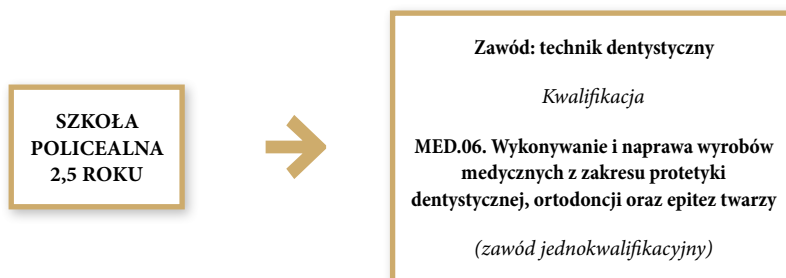 SZKOŁA
POLICEALNA
2,5 ROKU
Zawód: technik dentystyczny
Kwalifikacja
MED.06. Wykonywanie i naprawa wyrobów
medycznych z zakresu protetyki
dentystycznej, ortodoncji oraz epitez twarzy
(zawód jednokwalifikacyjny)